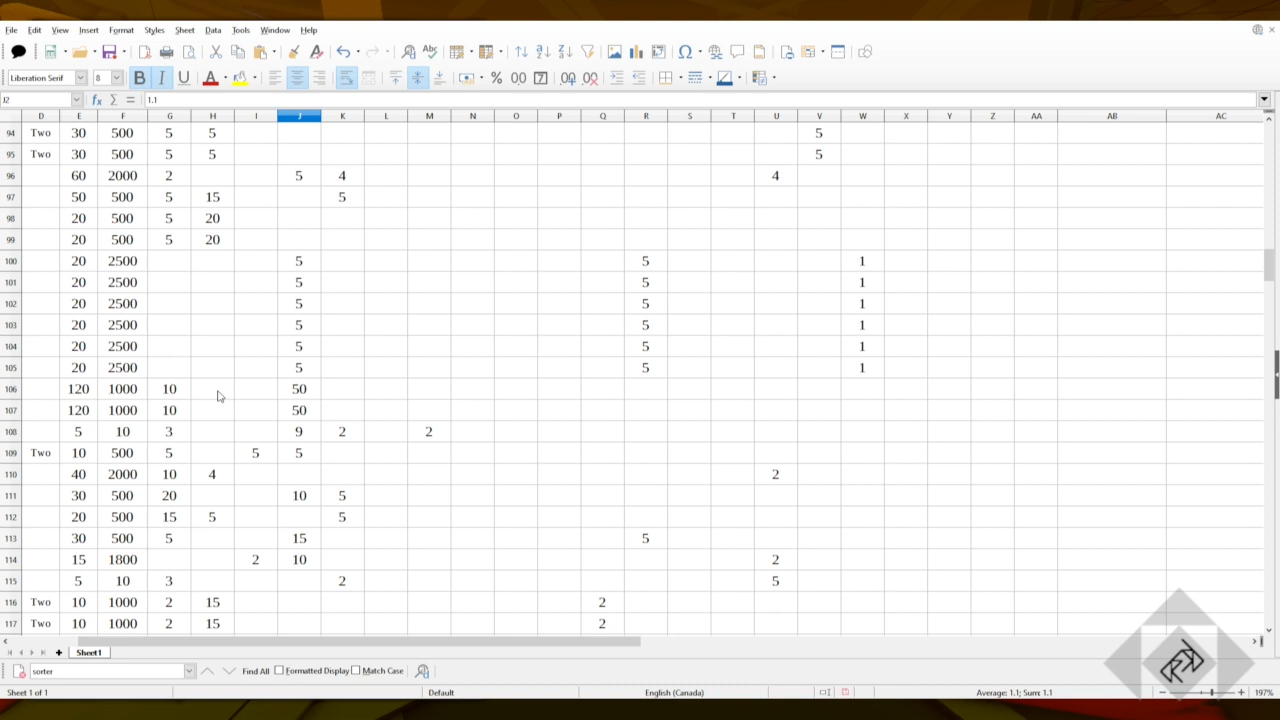 File Edit View Insert Format Styles Sheet Data Tools Window Help
Liberation Serif 8 B I U A % 00 7 00 00
J2 fx Σ = 1.1
D E F G H I J K L M N O P Q R S T U V W X Y Z AA AB AC
94 Two 30 500 5 5 5
95 Two 30 500 5 5 5
96 60 2000 2 5 4 4
97 50 500 5 15 5
98 20 500 5 20
99 20 500 5 20
100 20 2500 5 5 1
101 20 2500 5 5 1
102 20 2500 5 5 1
103 20 2500 5 5 1
104 20 2500 5 5 1
105 20 2500 5 5 1
106 120 1000 10 50
107 120 1000 10 50
108 5 10 3 9 2 2
109 Two 10 500 5 5 5
110 40 2000 10 4 2
111 30 500 20 10 5
112 20 500 15 5 5
113 30 500 5 15 5
114 15 1800 2 10 2
115 5 10 3 2 5
116 Two 10 1000 2 15 2
117 Two 10 1000 2 15 2
Sheet1
sorter Find All Formatted Display Match Case
Sheet 1 of 1 Default English (Canada) Average: 1.1; Sum: 1.1 197%